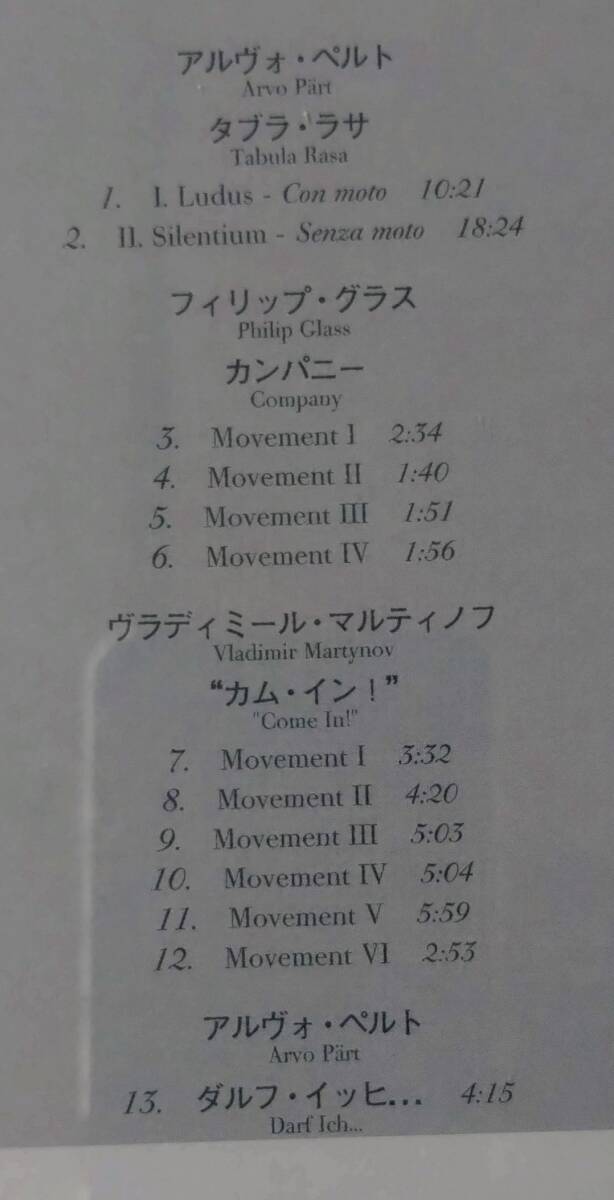 アルヴォ・ペルト
Arvo Pärt
タブラ・ラサ
Tabula Rasa
1. I. Ludus - Con moto 10:21
2. II. Silentium - Senza moto 18:24
フィリップ・グラス
Philip Glass
カンパニー
Company
3. Movement I 2:34
4. Movement II 1:40
5. Movement III 1:51
6. Movement IV 1:56
ヴラディミール・マルティノフ
Vladimir Martynov
“カム・イン！”
"Come In!"
7. Movement I 3:32
8. Movement II 4:20
9. Movement III 5:03
10. Movement IV 5:04
11. Movement V 5:59
12. Movement VI 2:53
アルヴォ・ペルト
Arvo Pärt
13. ダルフ・イッヒ... 4:15
Darf Ich...